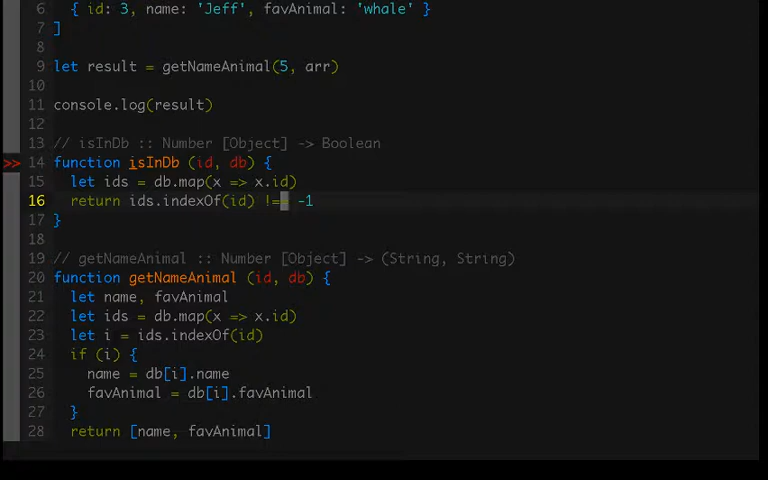 6 { id: 3, name: 'Jeff', favAnimal: 'whale' }
7 ]
8
9 let result = getNameAnimal(5, arr)
10
11 console.log(result)
12
13 // isInDb :: Number [Object] -> Boolean
>> 14 function isInDb (id, db) {
15 let ids = db.map(x => x.id)
16 return ids.indexOf(id) !== -1
17 }
18
19 // getNameAnimal :: Number [Object] -> (String, String)
20 function getNameAnimal (id, db) {
21 let name, favAnimal
22 let ids = db.map(x => x.id)
23 let i = ids.indexOf(id)
24 if (i) {
25 name = db[i].name
26 favAnimal = db[i].favAnimal
27 }
28 return [name, favAnimal]